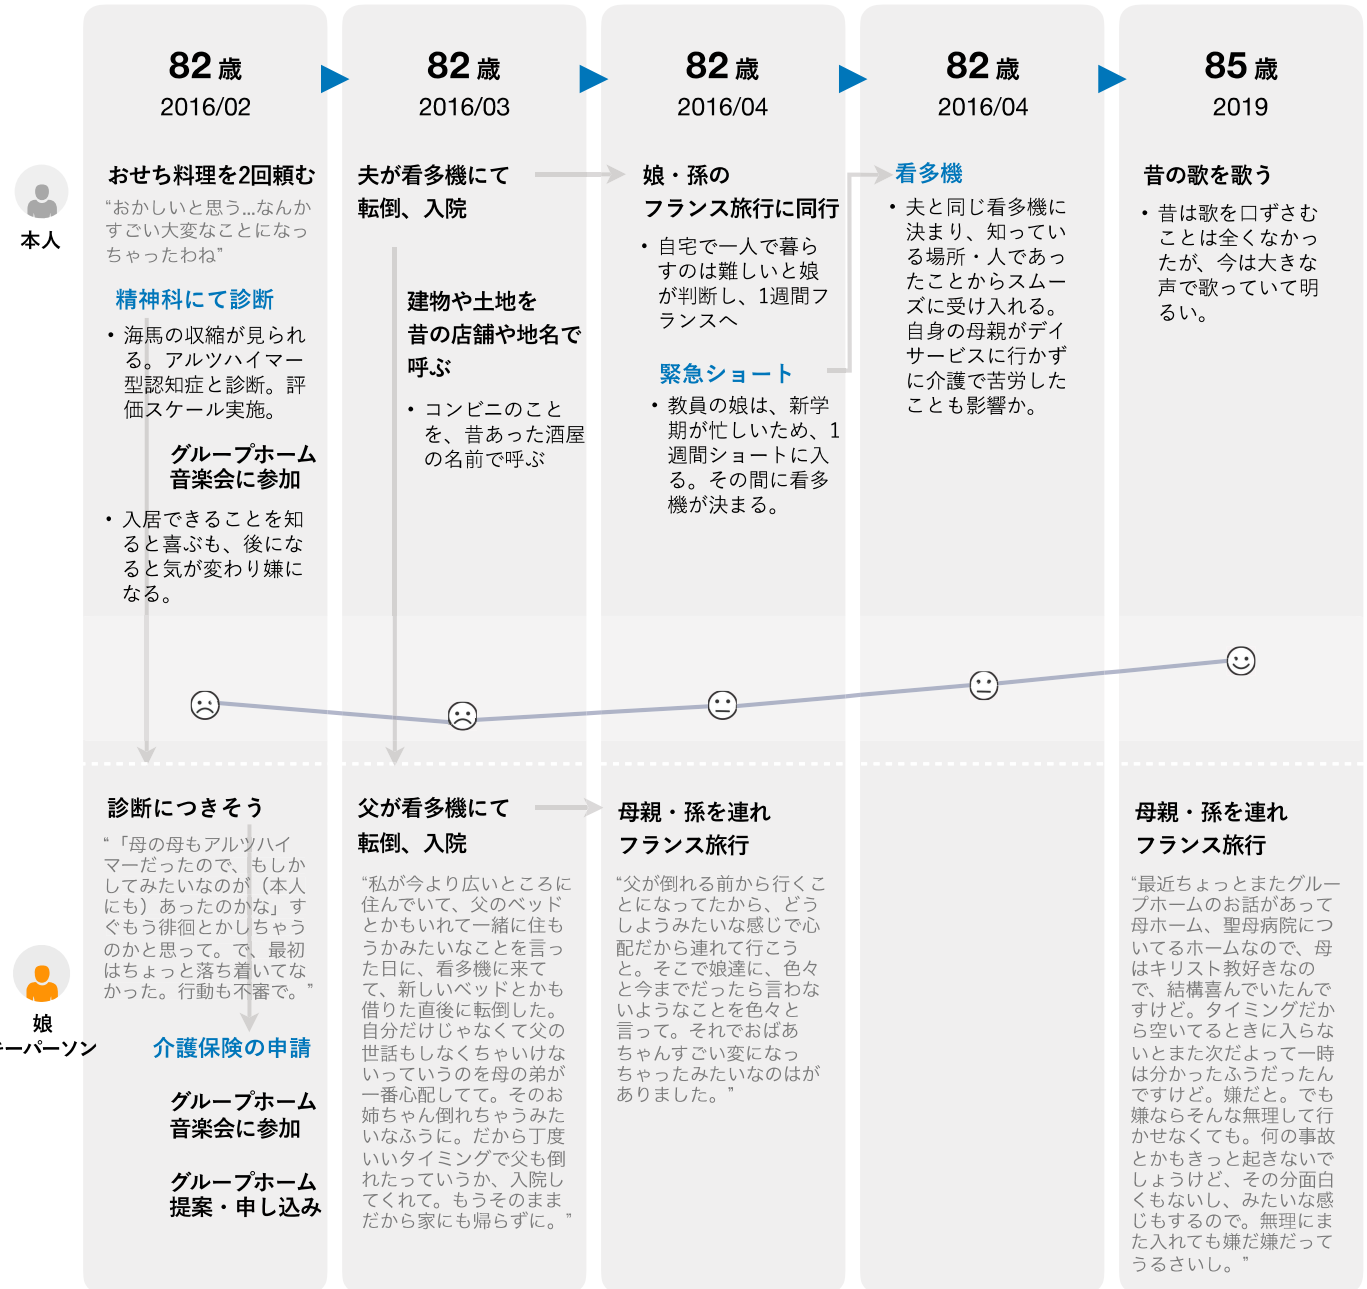 82 歳
2016/02
82 歳
2016/03
82 歳
2016/04
82 歳
2016/04
85 歳
2019
本人
おせち料理を2回頼む
“おかしいと思う...なんか
すごい大変なことになっ
ちゃったわね”
精神科にて診断
• 海馬の収縮が見られ
る。アルツハイマー
型認知症と診断。評
価スケール実施。
グループホーム
音楽会に参加
• 入居できることを知
ると喜ぶも、後にな
ると気が変わり嫌に
なる。
夫が看多機にて
転倒、入院
建物や土地を
昔の店舗や地名で
呼ぶ
• コンビニのこと
を、昔あった酒屋
の名前で呼ぶ
娘・孫の
フランス旅行に同行
• 自宅で一人で暮ら
すのは難しいと娘
が判断し、1週間フ
ランスへ
緊急ショート
• 教員の娘は、新学
期が忙しいため、1
週間ショートに入
る。その間に看多
機が決まる。
看多機
• 夫と同じ看多機に
決まり、知ってい
る場所・人であっ
たことからスムー
ズに受け入れる。
自身の母親がデイ
サービスに行かず
に介護で苦労した
ことも影響か。
昔の歌を歌う
• 昔は歌を口ずさむ
ことは全くなかっ
たが、今は大きな
声で歌っていて明
るい。
娘
キーパーソン
診断につきそう
“「母の母もアルツハイ
マーだったので、もしか
してみたいなのが（本人
にも）あったのかな」す
ぐもう徘徊とかしちゃう
のかと思って。で、最初
はちょっと落ち着いてな
かった。行動も不審で。”
介護保険の申請
グループホーム
音楽会に参加
グループホーム
提案・申し込み
父が看多機にて
転倒、入院
“私が今より広いところに
住んでいて、父のベッド
とかもいれて一緒に住も
うかみたいなことを言っ
た日に、看多機に来て
て、新しいベッドとかも
借りた直後に転倒した。
自分だけじゃなくて父の
世話もしなくちゃいけな
いっていうのを母の弟が
一番心配してて。そのお
姉ちゃん倒れちゃうみた
いなふうに。だから丁度
いいタイミングで父も倒
れたっていうか、入院し
てくれて。もうそのまま
だから家にも帰らずに。”
母親・孫を連れ
フランス旅行
“父が倒れる前から行くこ
とになってたから、どう
しようみたいな感じで心
配だから連れて行こう
と。そこで娘達に、色々
と今までだったら言わな
いようなことを色々と
言って。それでおばあ
ちゃんすごい変になっ
ちゃったみたいなのはが
ありました。”
母親・孫を連れ
フランス旅行
“最近ちょっとまたグルー
プホームのお話があって
母ホーム、聖母病院につ
いてるホームなので、母
はキリスト教好きなの
で、結構喜んでいたんで
すけど。タイミングだか
ら空いてるときに入らな
いとまた次だよって一時
は分かったふうだったん
ですけど。嫌だと。でも
嫌ならそんな無理して行
かせなくても。何の事故
とかもきっと起きないで
しょうけど、その分面白
くもないし、みたいな感
じもするので。無理にま
た入れても嫌だ嫌だって
うるさいし。”